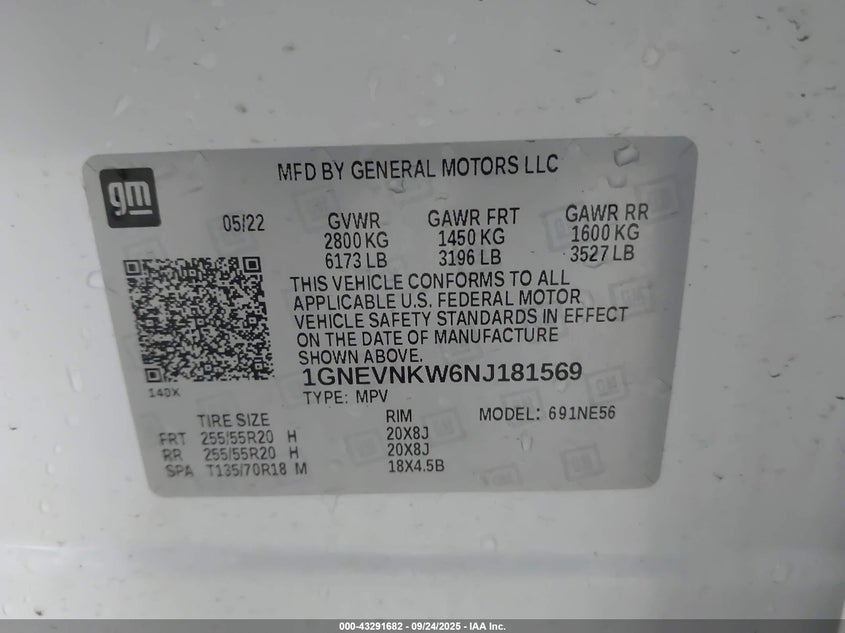 gm
MFD BY GENERAL MOTORS LLC
05/22 GVWR GAWR FRT GAWR RR
2800 KG 1450 KG 1600 KG
6173 LB 3196 LB 3527 LB
THIS VEHICLE CONFORMS TO ALL
APPLICABLE U.S. FEDERAL MOTOR
VEHICLE SAFETY STANDARDS IN EFFECT
ON THE DATE OF MANUFACTURE
SHOWN ABOVE.
1GNEVNKW6NJ181569
TYPE: MPV
TIRE SIZE RIM MODEL: 691NE56
FRT 255/55R20 H 20X8J
RR 255/55R20 H 20X8J
SPA T135/70R18 M 18X4.5B
000-43291682 - 09/24/2025 - IAA Inc.